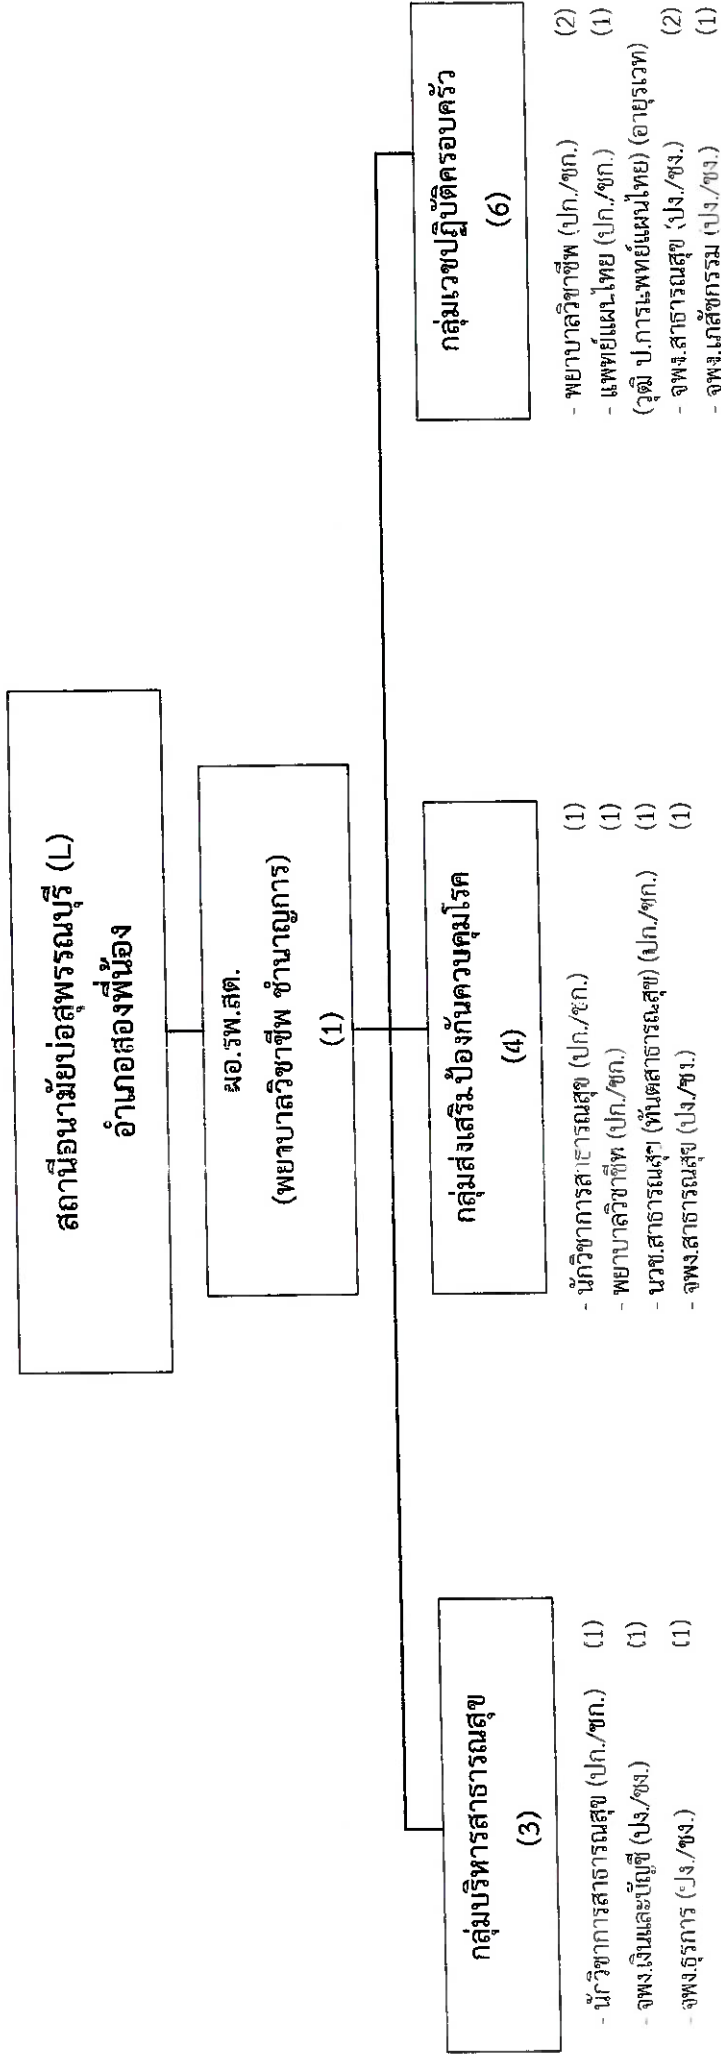 สถานีอนามัยบ่อสุพรรณบุรี (L)
อำเภอสองพี่น้อง
ผอ.รพ.สต.
(พยาบาลวิชาชีพ ชำนาญการ)
(1)
กลุ่มบริหารสาธารณสุข
(3)
- นักวิชาการสาธารณสุข (ปก./ชก.) (1)
- จพง.เงินและบัญชี (ปง./ชง.) (1)
- จพง.ธุรการ (ปง./ชง.) (1)
กลุ่มส่งเสริมป้องกันควบคุมโรค
(4)
- นักวิชาการสาธารณสุข (ปก./ชก.) (1)
- พยาบาลวิชาชีพ (ปก./ชก.) (1)
- นวช.สาธารณสุข (ทันตสาธารณสุข) (ปก./ชก.) (1)
- จพง.สาธารณสุข (ปง./ชง.) (1)
กลุ่มเวชปฏิบัติครอบครัว
(6)
- พยาบาลวิชาชีพ (ปก./ชก.) (2)
- แพทย์แผนไทย (ปก./ชก.) (1)
(วุฒิ ป.การแพทย์แผนไทย) (อายุรเวท)
- จพง.สาธารณสุข (ปง./ชง.) (2)
- จพง.เภสัชกรรม (ปง./ชง.) (1)